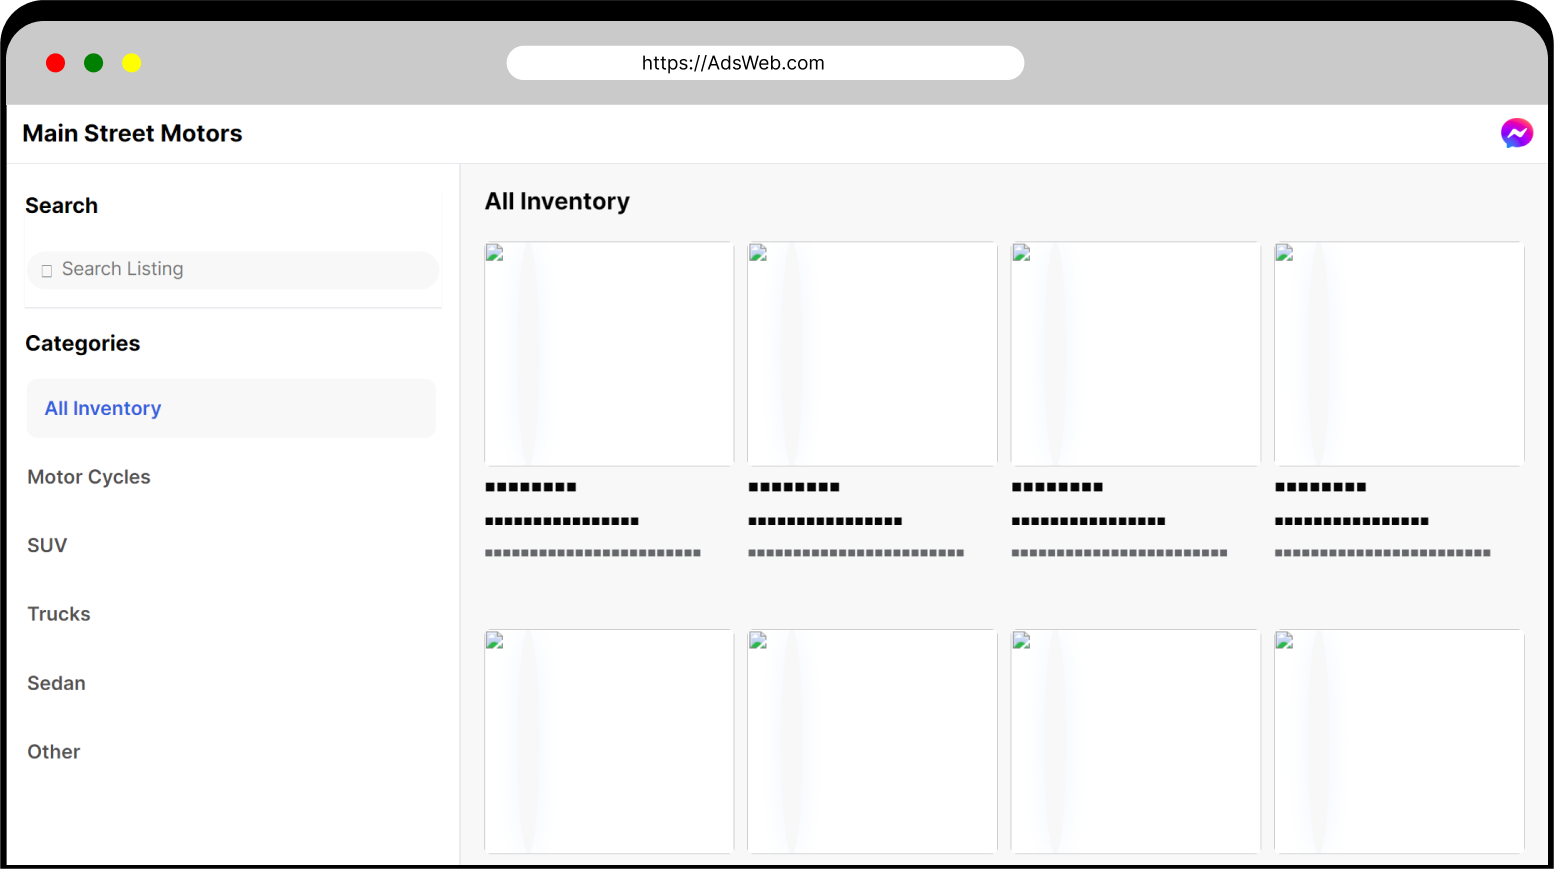 https://AdsWeb.com
Main Street Motors
Search
Search Listing
Categories
All Inventory
Motor Cycles
SUV
Trucks
Sedan
Other
All Inventory